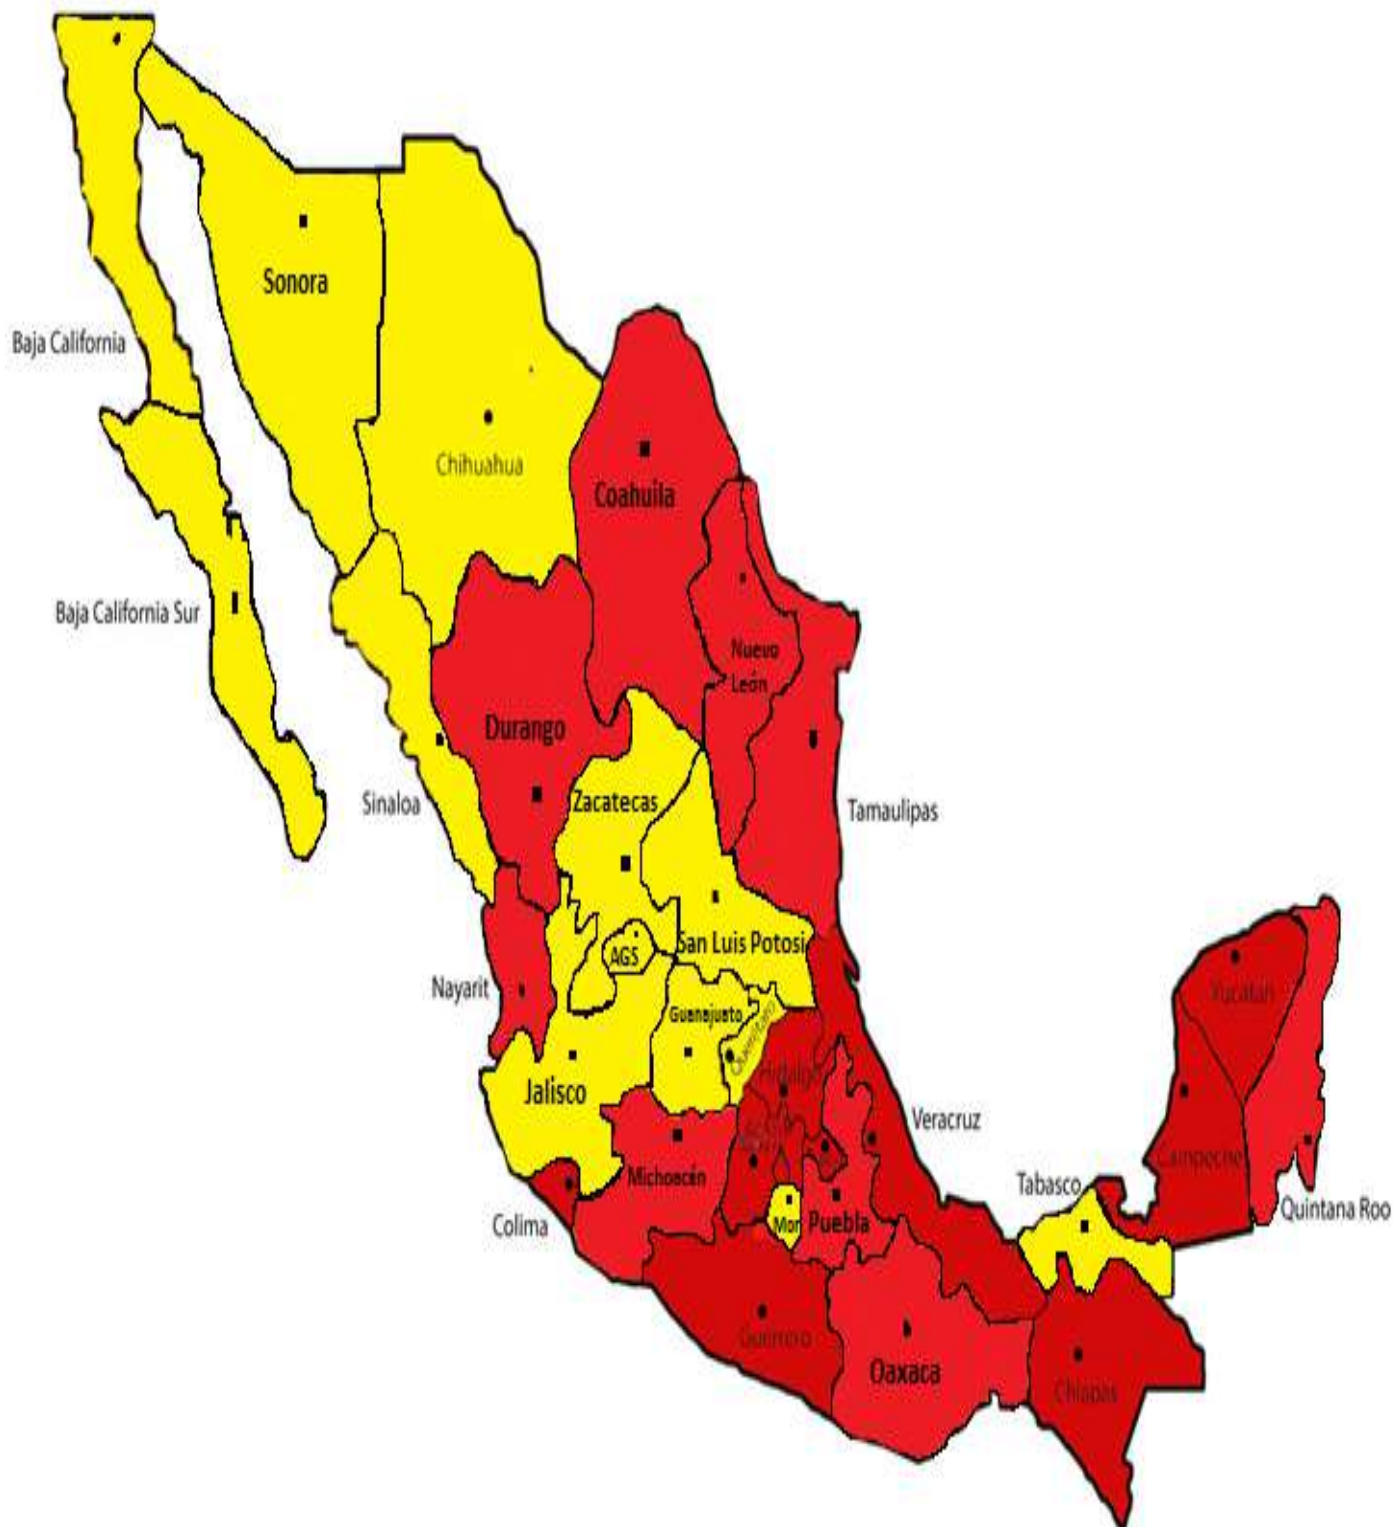 Sonora
Baja California
Chihuahua
Coahuila
Baja California Sur
Nuevo
León
Durango
Sinaloa
Zacatecas
Tamaulipas
San Luis Potosi
AGS
Nayarit
Yucatán
Guanajuato
Querétaro
Hidalgo
Jalisco
Veracruz
Campeche
Michoacán
Tabasco
Colima
Mor
Puebla
Quintana Roo
Guerrero
Oaxaca
Chiapas